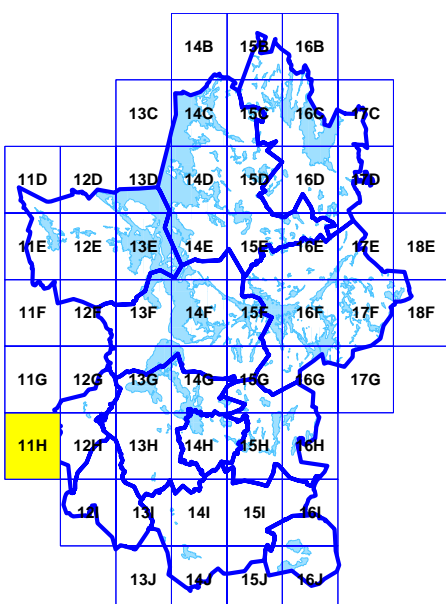 14B 15B 16B
13C 14C 15C 16C 17C
11D 12D 13D 14D 15D 16D 17D
11E 12E 13E 14E 15E 16E 17E 18E
11F 12F 13F 14F 15F 16F 17F 18F
11G 12G 13G 14G 15G 16G 17G
11H 12H 13H 14H 15H 16H
12I 13I 14I 15I 16I
13J 14J 15J 16J